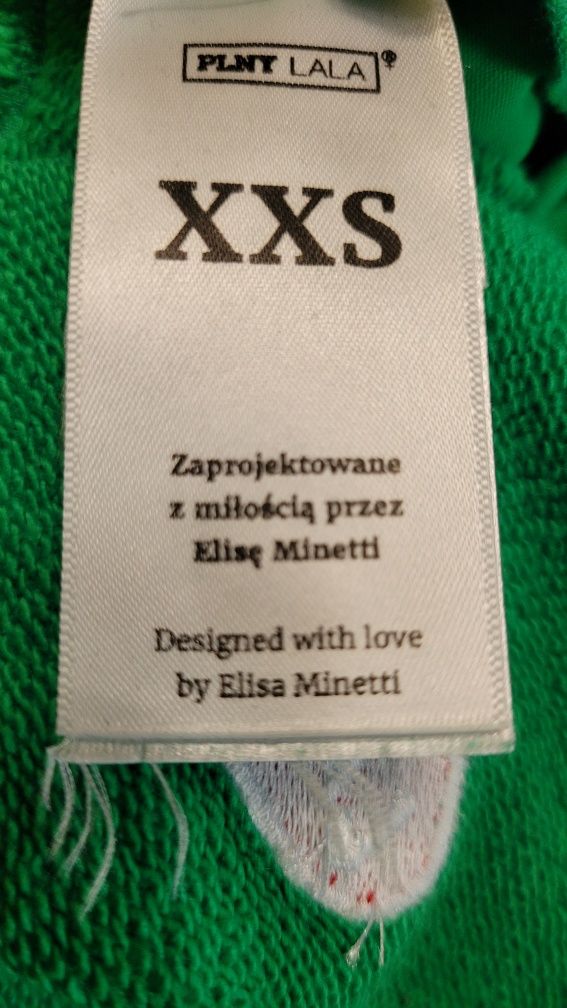 PLNY LALA
XXS
Zaprojektowane
z miłością przez
Elisę Minetti
Designed with love
by Elisa Minetti